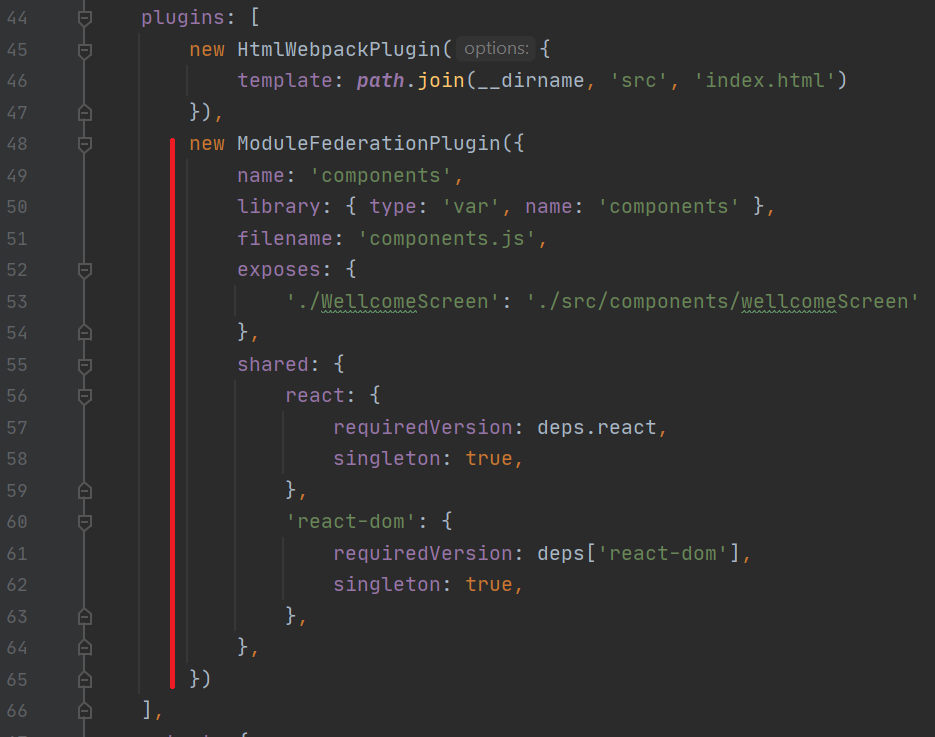 44 plugins: [
45 new HtmlWebpackPlugin( options: {
46 template: path.join(__dirname, 'src', 'index.html')
47 }),
48 new ModuleFederationPlugin({
49 name: 'components',
50 library: { type: 'var', name: 'components' },
51 filename: 'components.js',
52 exposes: {
53 './WellcomeScreen': './src/components/wellcomeScreen'
54 },
55 shared: {
56 react: {
57 requiredVersion: deps.react,
58 singleton: true,
59 },
60 'react-dom': {
61 requiredVersion: deps['react-dom'],
62 singleton: true,
63 },
64 },
65 })
66 ],